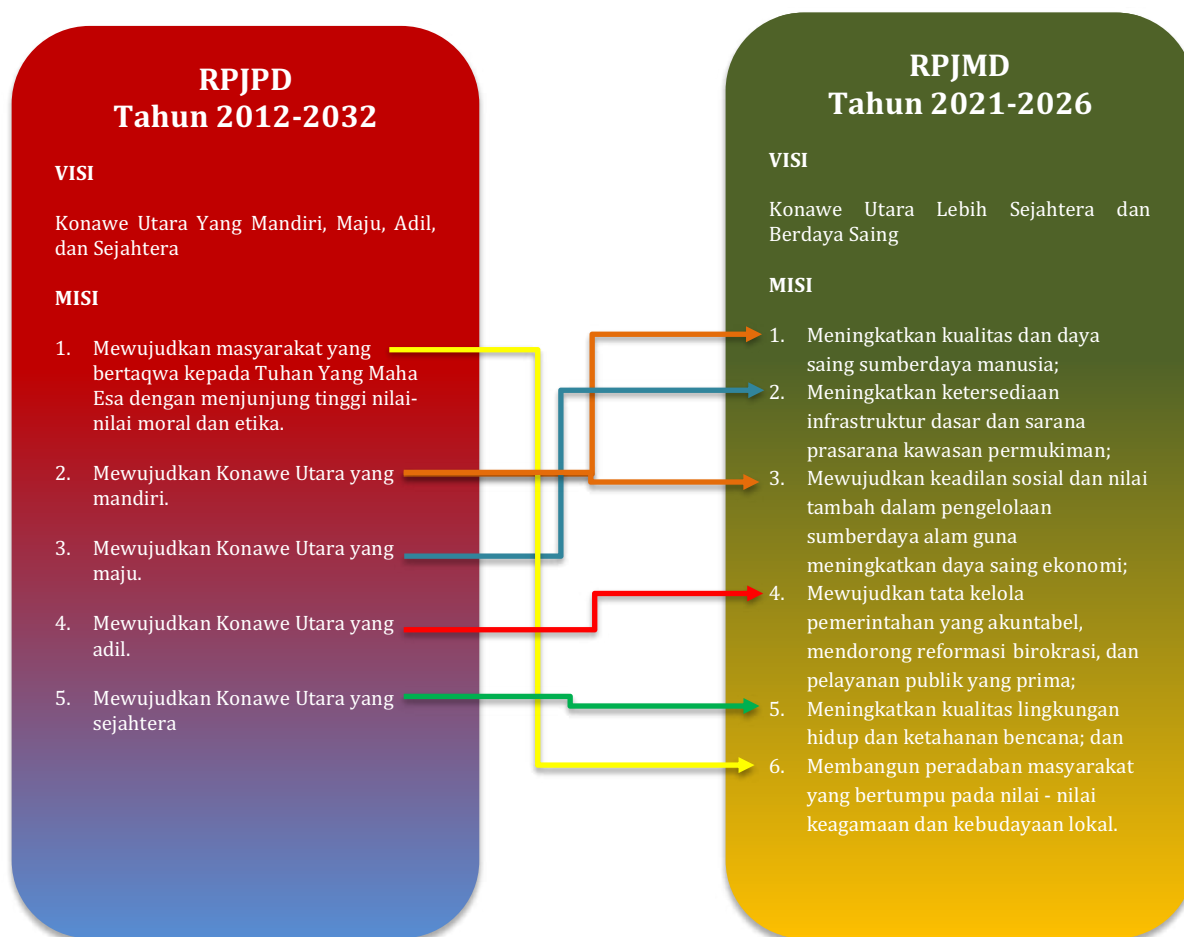 RPJPD
Tahun 2012-2032
VISI
Konawe Utara Yang Mandiri, Maju, Adil,
dan Sejahtera
MISI
1. Mewujudkan masyarakat yang
bertaqwa kepada Tuhan Yang Maha
Esa dengan menjunjung tinggi nilai-
nilai moral dan etika.
2. Mewujudkan Konawe Utara yang
mandiri.
3. Mewujudkan Konawe Utara yang
maju.
4. Mewujudkan Konawe Utara yang
adil.
5. Mewujudkan Konawe Utara yang
sejahtera
RPJMD
Tahun 2021-2026
VISI
Konawe Utara Lebih Sejahtera dan
Berdaya Saing
MISI
1. Meningkatkan kualitas dan daya
saing sumberdaya manusia;
2. Meningkatkan ketersediaan
infrastruktur dasar dan sarana
prasarana kawasan permukiman;
3. Mewujudkan keadilan sosial dan nilai
tambah dalam pengelolaan
sumberdaya alam guna
meningkatkan daya saing ekonomi;
4. Mewujudkan tata kelola
pemerintahan yang akuntabel,
mendorong reformasi birokrasi, dan
pelayanan publik yang prima;
5. Meningkatkan kualitas lingkungan
hidup dan ketahanan bencana; dan
6. Membangun peradaban masyarakat
yang bertumpu pada nilai - nilai
keagamaan dan kebudayaan lokal.